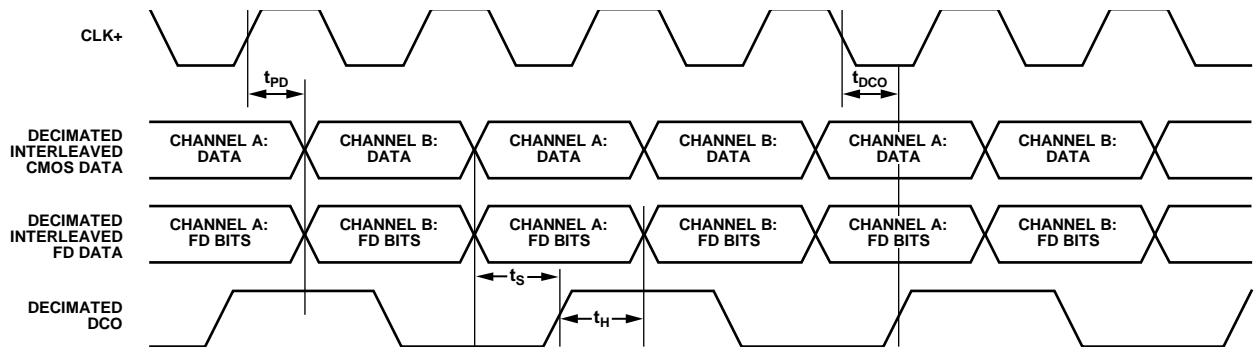 CLK+
tPD
tDCO
DECIMATED
INTERLEAVED
CMOS DATA
CHANNEL A:
DATA
CHANNEL B:
DATA
CHANNEL A:
DATA
CHANNEL B:
DATA
CHANNEL A:
DATA
CHANNEL B:
DATA
DECIMATED
INTERLEAVED
FD DATA
CHANNEL A:
FD BITS
CHANNEL B:
FD BITS
CHANNEL A:
FD BITS
CHANNEL B:
FD BITS
CHANNEL A:
FD BITS
CHANNEL B:
FD BITS
tS
tH
DECIMATED
DCO